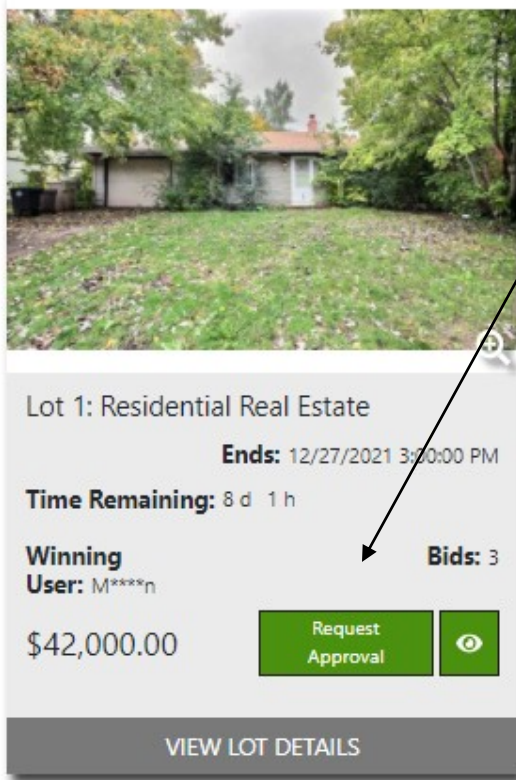 Lot 1: Residential Real Estate
Ends: 12/27/2021 3:00:00 PM
Time Remaining: 8 d 1 h
Winning
User: M****n
Bids: 3
$42,000.00
Request
Approval
VIEW LOT DETAILS